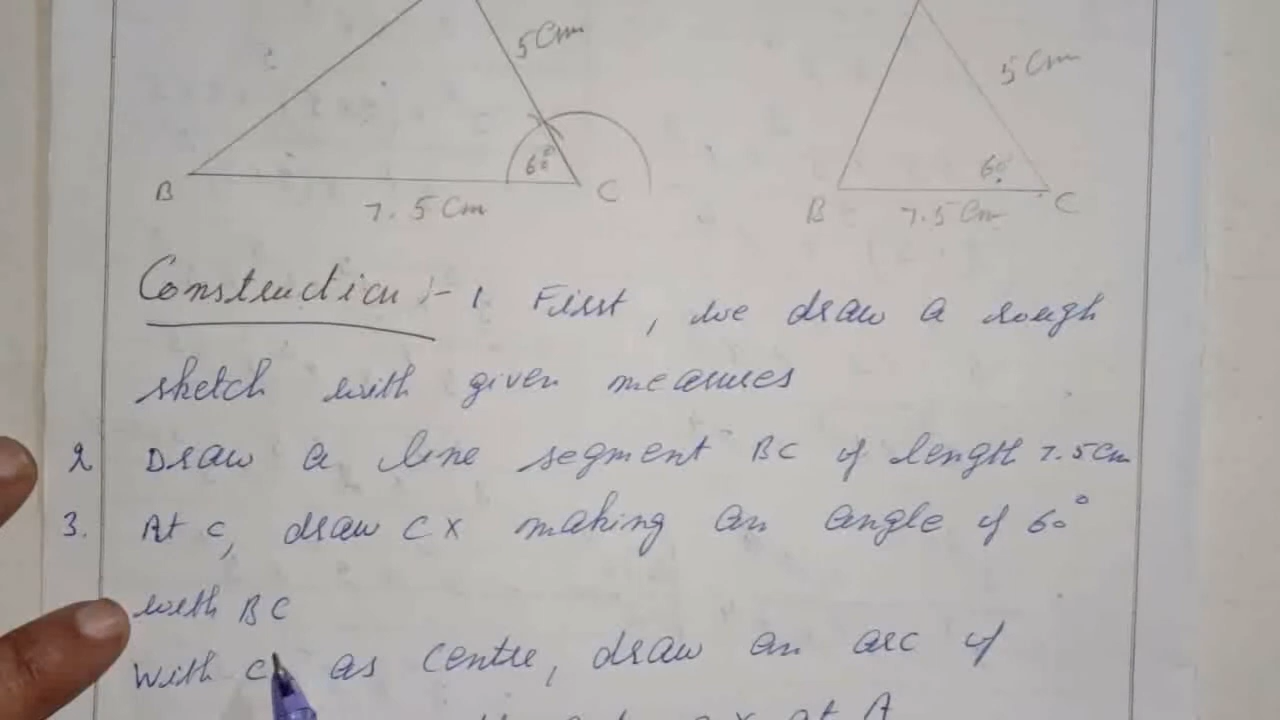 5 Cm
5 Cm
60°
60°
B
C
7.5 Cm
B
C
7.5 Cm
Construction :- 1 First, we draw a rough
sketch with given measures
2. Draw a line segment BC of length 7.5 Cm
3. At C, draw CX making an angle of 60°
with BC
With C as centre, draw an arc of
at A